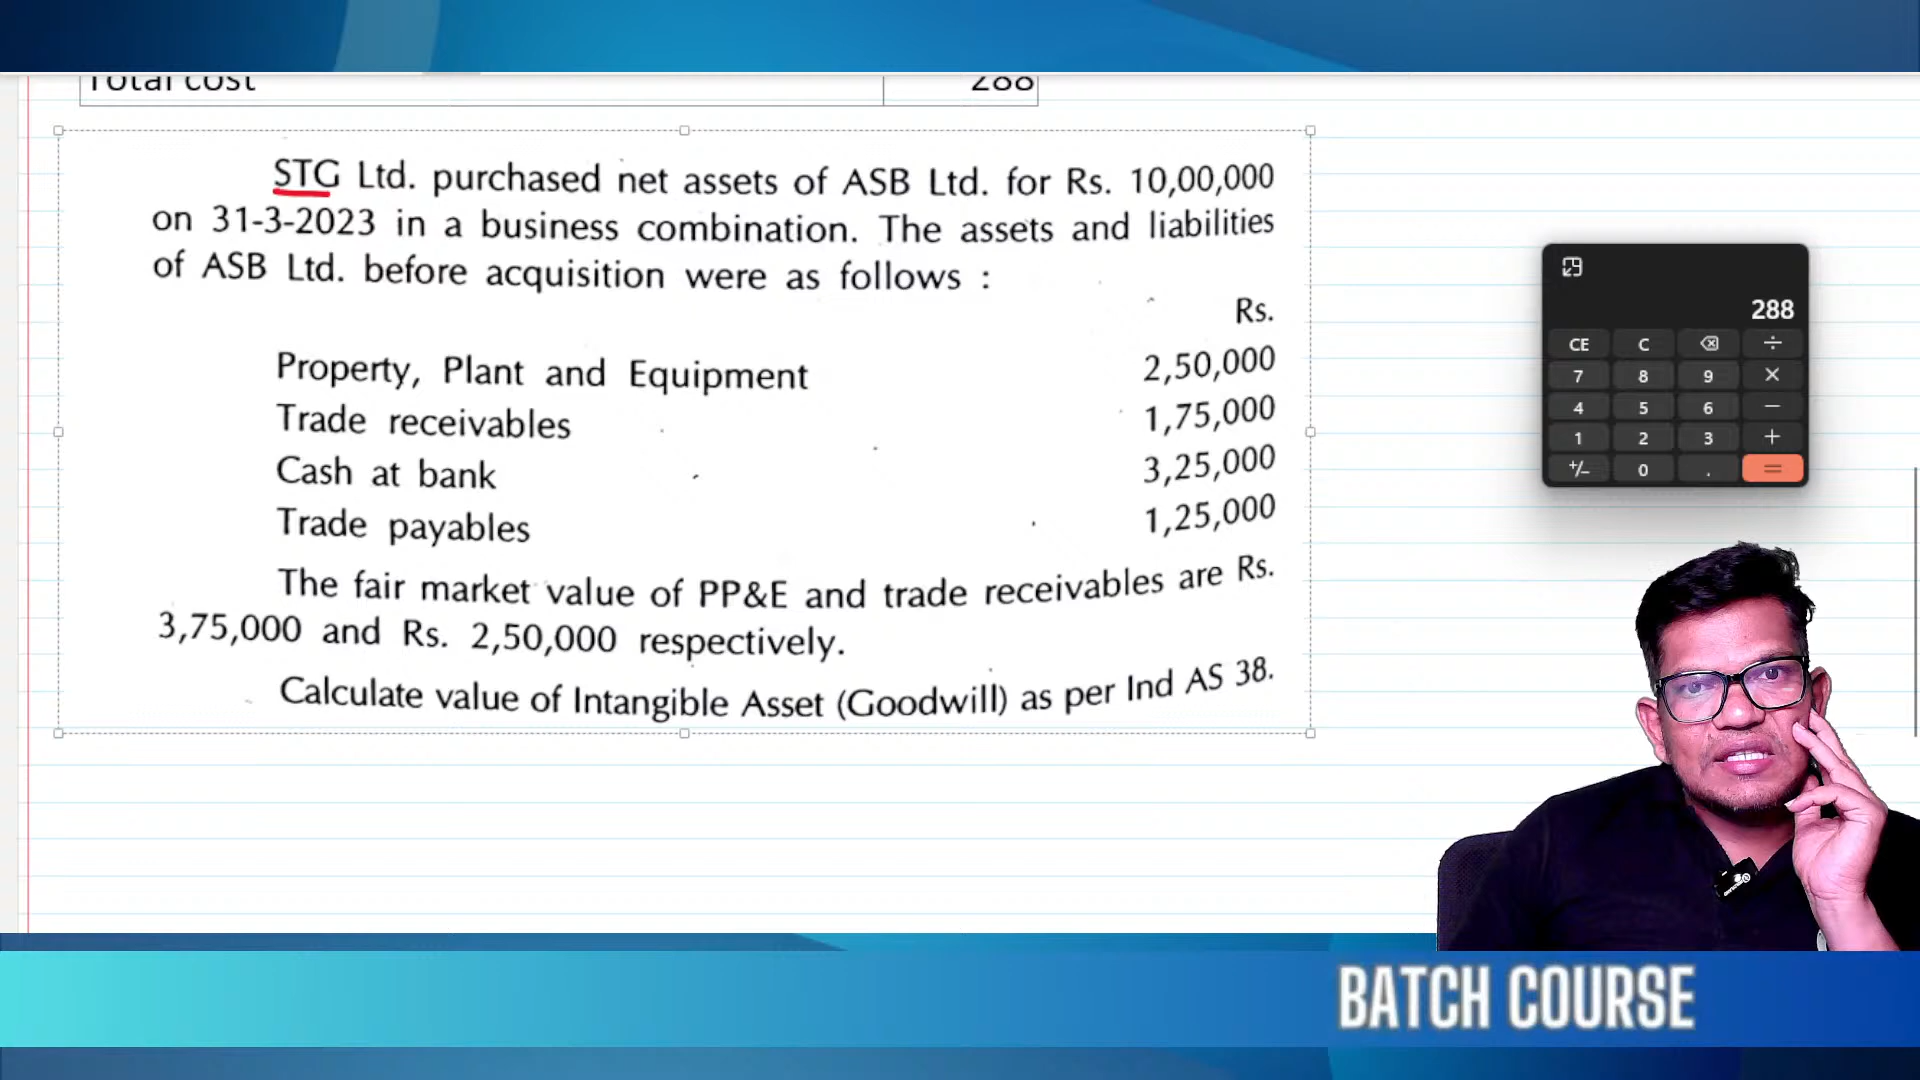 Total cost 288
STG Ltd. purchased net assets of ASB Ltd. for Rs. 10,00,000
on 31-3-2023 in a business combination. The assets and liabilities
of ASB Ltd. before acquisition were as follows :
Rs.
Property, Plant and Equipment 2,50,000
Trade receivables 1,75,000
Cash at bank 3,25,000
Trade payables 1,25,000
The fair market value of PP&E and trade receivables are Rs.
3,75,000 and Rs. 2,50,000 respectively.
Calculate value of Intangible Asset (Goodwill) as per Ind AS 38.
288
CE C ⌫ ÷
7 8 9 ×
4 5 6 −
1 2 3 +
+/− 0 . =
BATCH COURSE